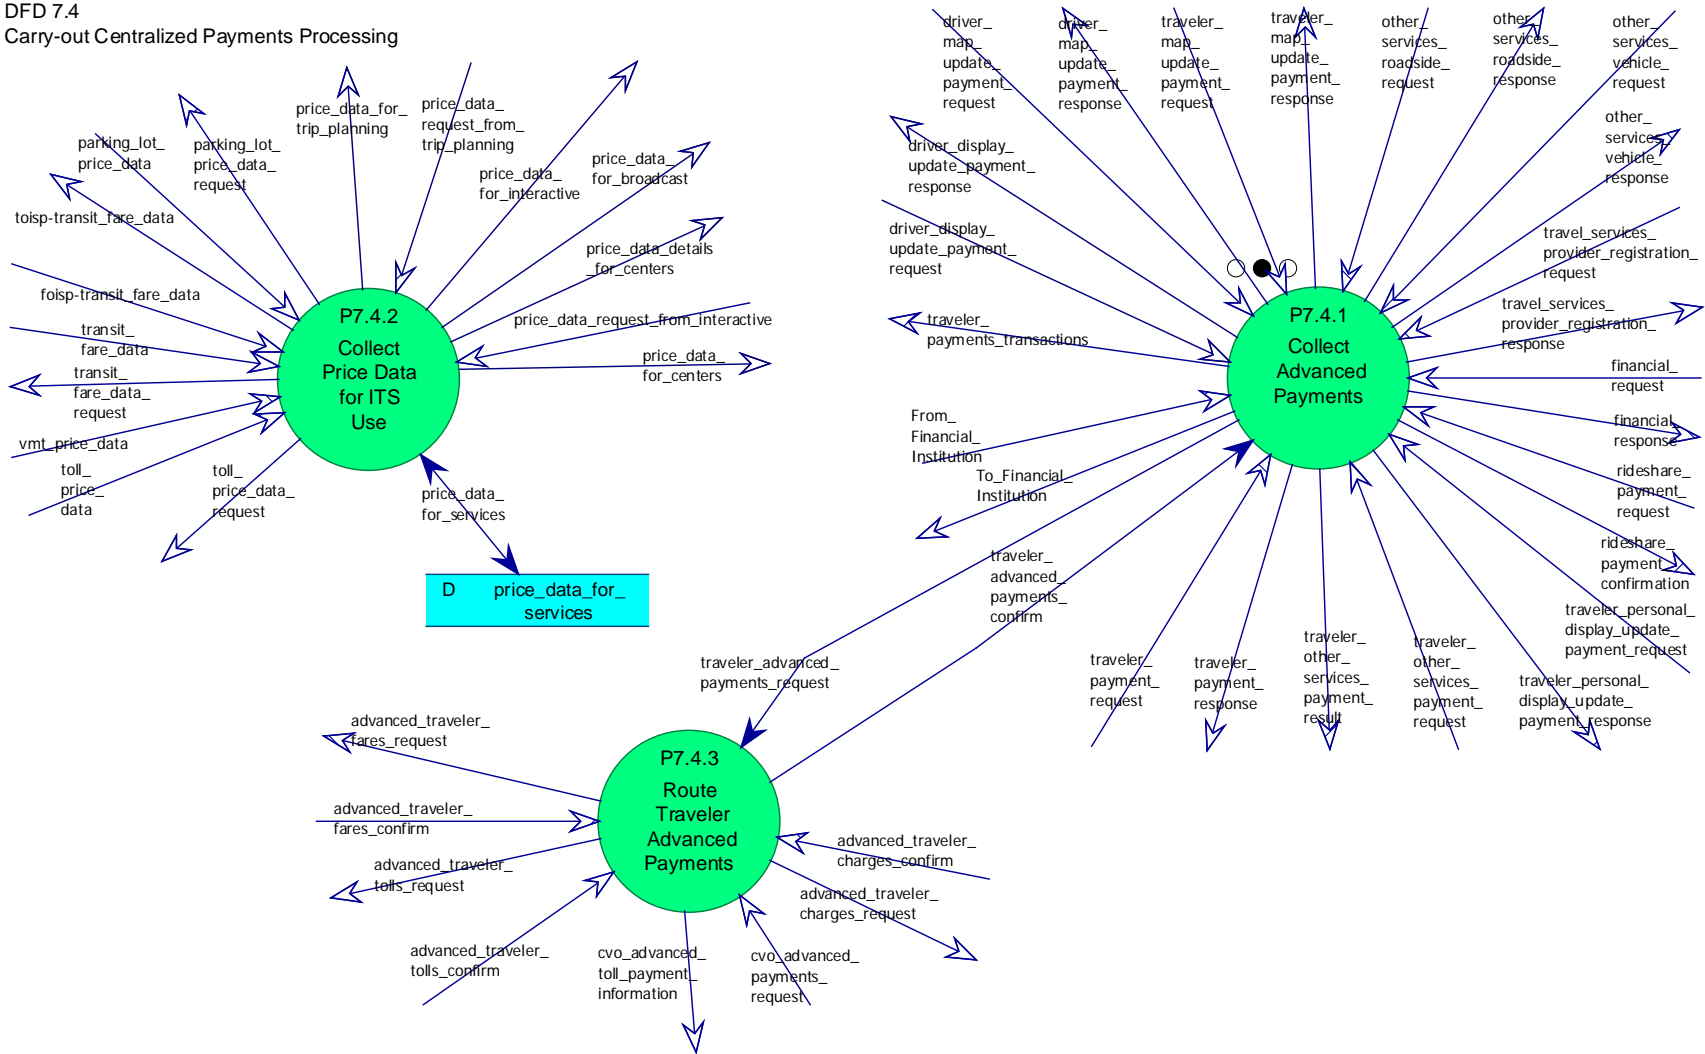 DFD 7.4
Carry-out Centralized Payments Processing
price_data_for_
trip_planning
price_data_
request_from_
trip_planning
parking_lot_
price_data
parking_lot_
price_data_
request
price_data_
for_interactive
price_data_
for_broadcast
toisp-transit_fare_data
price_data_details
_for_centers
foisp-transit_fare_data
price_data_request_from_interactive
transit_
fare_data
price_data_
for_centers
transit_
fare_data_
request
vmt_price_data
toll_
price_
data
toll_
price_data_
request
P7.4.2
Collect
Price Data
for ITS
Use
price_data_
for_services
D price_data_for_
services
driver_
map_
update_
payment_
request
driver_
map_
update_
payment_
response
traveler_
map_
update_
payment_
request
traveler_
map_
update_
payment_
response
other_
services_
roadside_
request
other_
services_
roadside_
response
other_
services_
vehicle_
request
other_
services_
vehicle_
response
driver_display_
update_payment_
response
driver_display_
update_payment_
request
travel_services_
provider_registration_
request
travel_services_
provider_registration_
response
traveler_
payments_transactions
P7.4.1
Collect
Advanced
Payments
financial_
request
financial_
response
From_
Financial_
Institution
To_Financial_
Institution
rideshare_
payment_
request
rideshare_
payment_
confirmation
traveler_
advanced_
payments_
confirm
traveler_personal_
display_update_
payment_request
traveler_advanced_
payments_request
traveler_
payment_
request
traveler_
payment_
response
traveler_
other_
services_
payment_
result
traveler_
other_
services_
payment_
request
traveler_personal_
display_update_
payment_response
advanced_traveler_
fares_request
P7.4.3
Route
Traveler
Advanced
Payments
advanced_traveler_
fares_confirm
advanced_traveler_
tolls_request
advanced_traveler_
charges_confirm
advanced_traveler_
charges_request
advanced_traveler_
tolls_confirm
cvo_advanced_
toll_payment_
information
cvo_advanced_
payments_
request